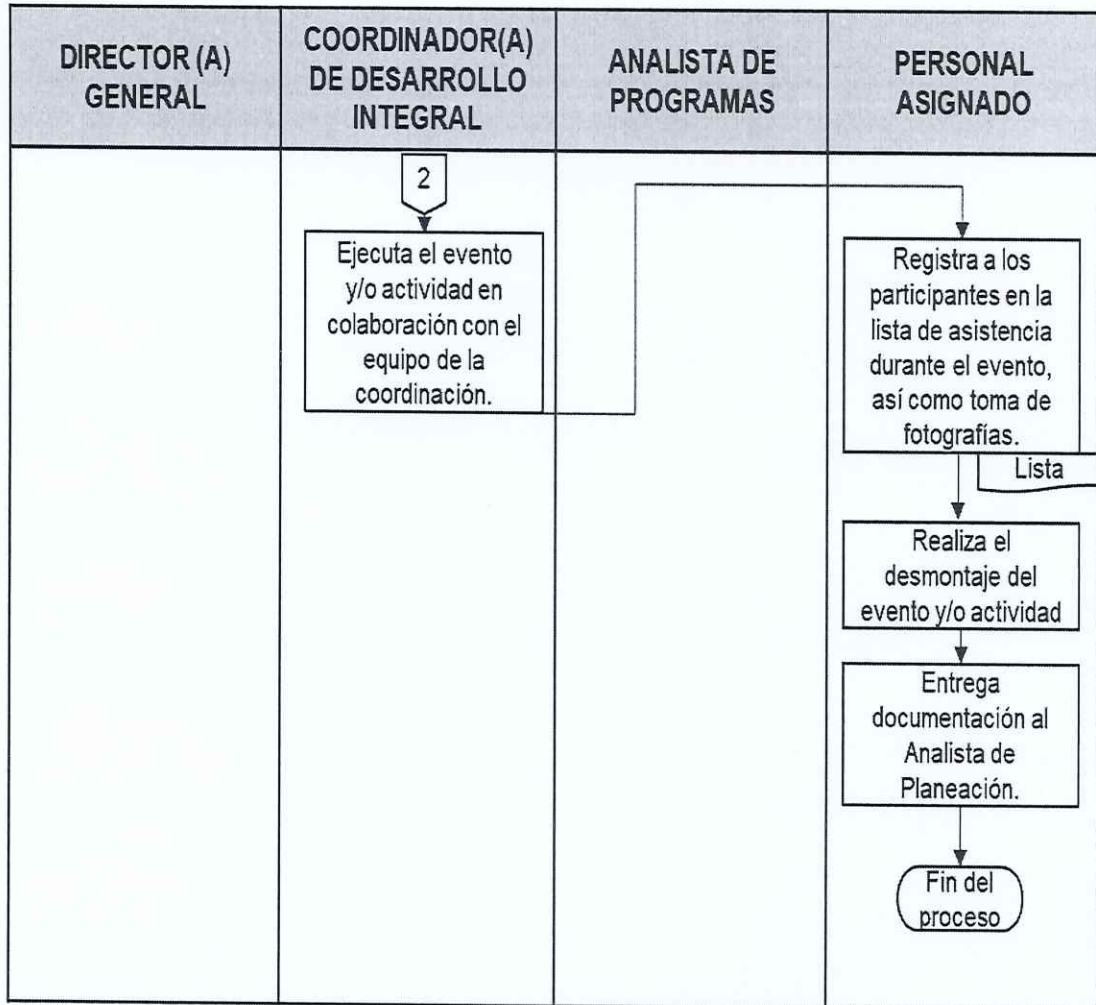 DIRECTOR (A)
GENERAL
COORDINADOR(A)
DE DESARROLLO
INTEGRAL
ANALISTA DE
PROGRAMAS
PERSONAL
ASIGNADO
2
Ejecuta el evento
y/o actividad en
colaboración con el
equipo de la
coordinación.
Registra a los
participantes en la
lista de asistencia
durante el evento,
así como toma de
fotografías.
Lista
Realiza el
desmontaje del
evento y/o actividad
Entrega
documentación al
Analista de
Planeación.
Fin del
proceso